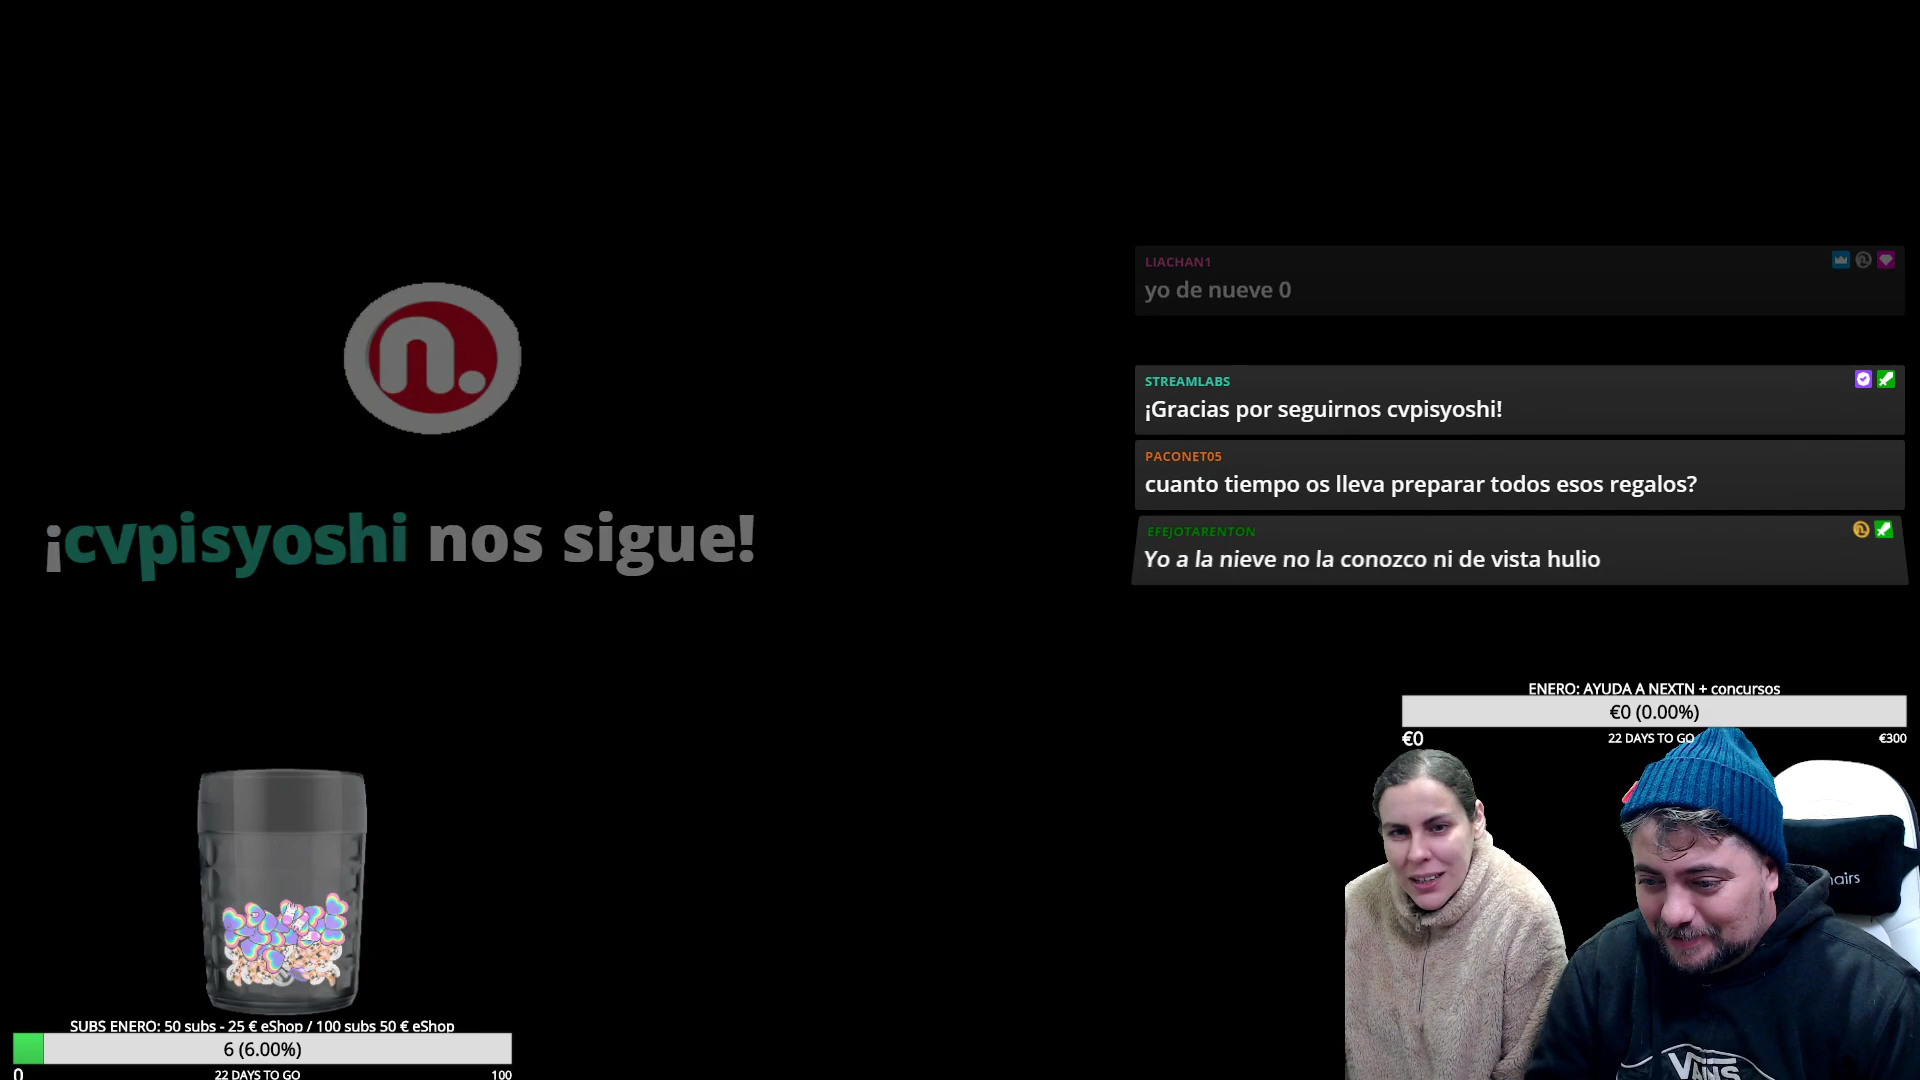 LIACHAN1
yo de nueve 0
STREAMLABS
¡Gracias por seguirnos cvpisyoshi!
PACONET05
cuanto tiempo os lleva preparar todos esos regalos?
EFEJOTARENTON
Yo a la nieve no la conozco ni de vista hulio
n.
¡cvpisyoshi nos sigue!
ENERO: AYUDA A NEXTN + concursos
€0 (0.00%)
€0 22 DAYS TO GO €300
hairs
VANS
SUBS ENERO: 50 subs - 25 € eShop / 100 subs 50 € eShop
6 (6.00%)
0 22 DAYS TO GO 100